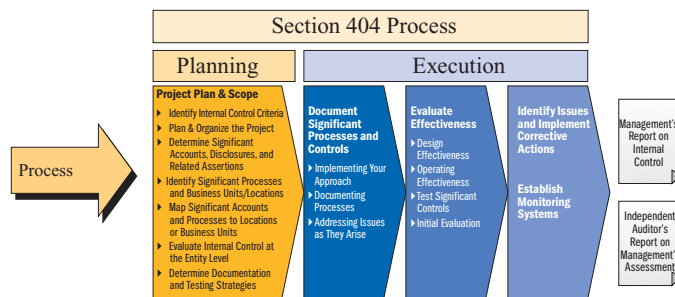 Section 404 Process
Planning
Execution
Process
Project Plan & Scope
Identify Internal Control Criteria
Plan & Organize the Project
Determine Significant
Accounts, Disclosures, and
Related Assertions
Identify Significant Processes
and Business Units/Locations
Map Significant Accounts
and Processes to Locations
or Business Units
Evaluate Internal Control at
the Entity Level
Determine Documentation
and Testing Strategies
Document
Significant
Processes and
Controls
Implementing Your
Approach
Documenting
Processes
Addressing Issues
as They Arise
Evaluate
Effectiveness
Design
Effectiveness
Operating
Effectiveness
Test Significant
Controls
Initial Evaluation
Identify Issues
and Implement
Corrective
Actions
Establish
Monitoring
Systems
Management's
Report on
Internal
Control
Independent
Auditor's
Report on
Management's
Assessment